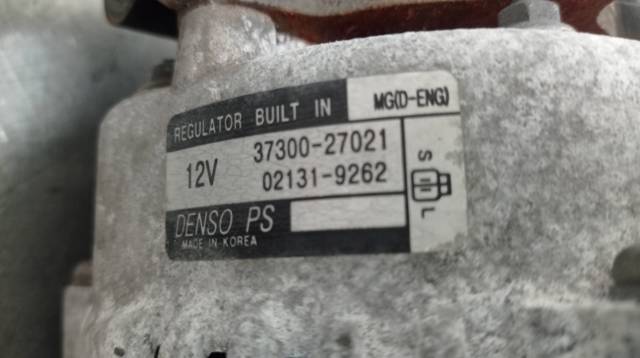 REGULATOR BUILT IN MG(D-ENG)
12V 37300-27021
02131-9262
S
L
DENSO PS
MADE IN KOREA